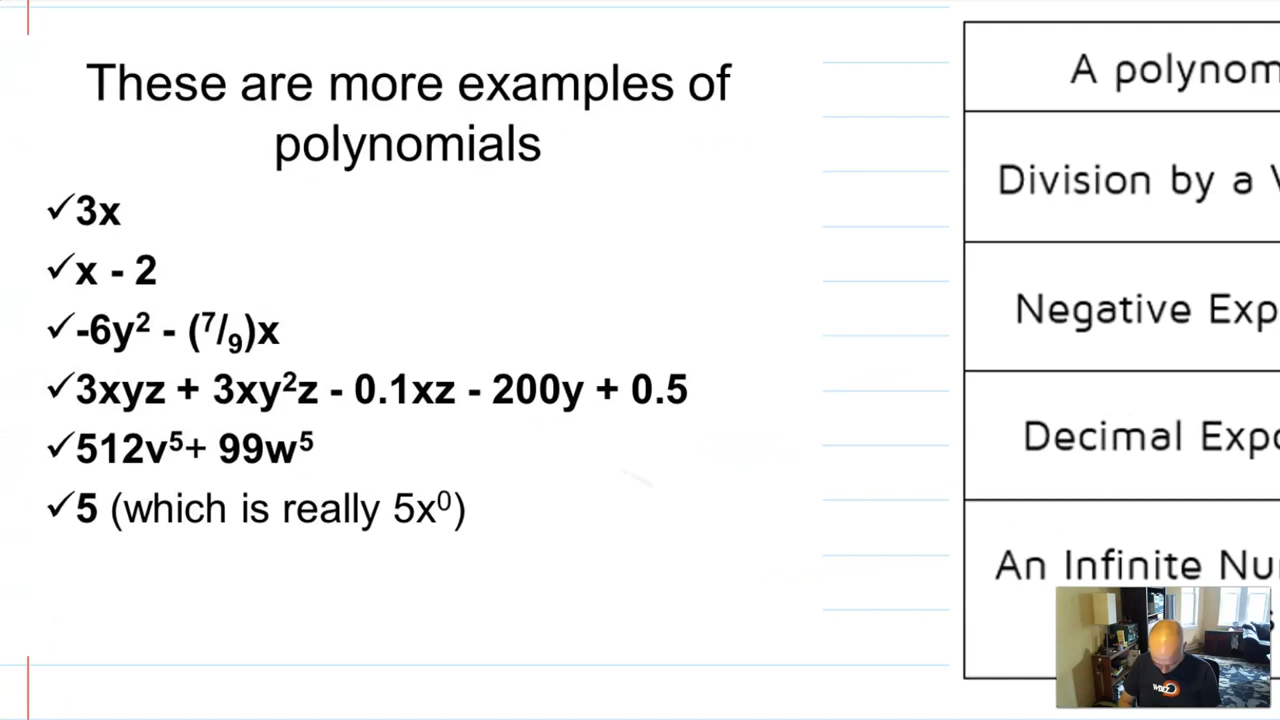 These are more examples of
polynomials
✓3x
✓x - 2
✓-6y² - (⁷/₉)x
✓3xyz + 3xy²z - 0.1xz - 200y + 0.5
✓512v⁵+ 99w⁵
✓5 (which is really 5x⁰)
A polynom
Division by a
Negative Exp
Decimal Expo
An Infinite Nu